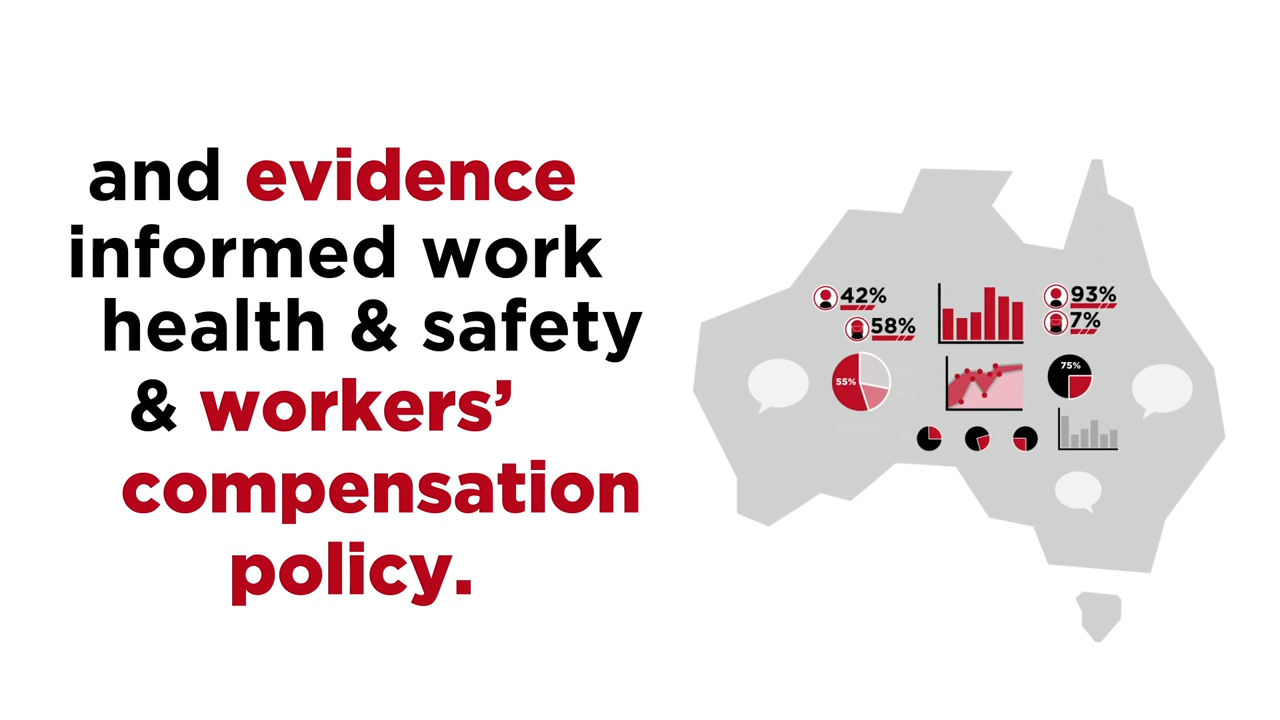 and evidence
informed work
health & safety
& workers’
compensation
policy.
42%
58%
93%
7%
55%
75%